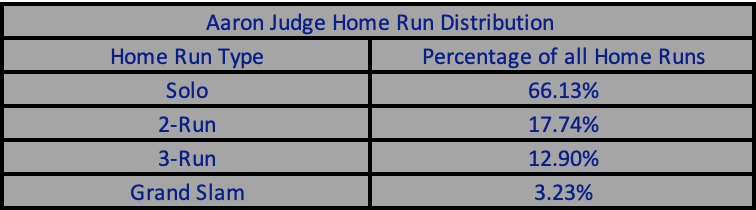 Aaron Judge Home Run Distribution
Home Run Type Percentage of all Home Runs
Solo 66.13%
2-Run 17.74%
3-Run 12.90%
Grand Slam 3.23%